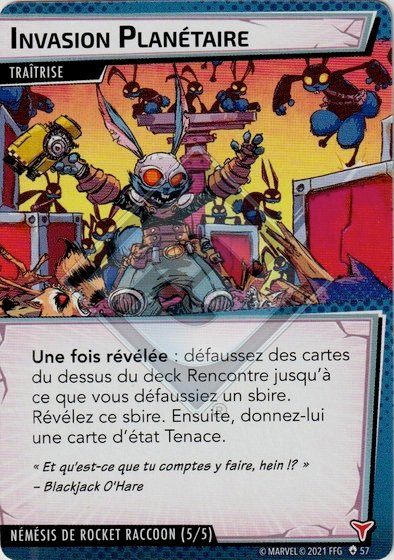 INVASION PLANÉTAIRE
TRAÎTRISE
Une fois révélée : défaussez des cartes
du dessus du deck Rencontre jusqu'à
ce que vous défaussiez un sbire.
Révélez ce sbire. Ensuite, donnez-lui
une carte d'état Tenace.
« Et qu'est-ce que tu comptes y faire, hein !? »
– Blackjack O'Hare
NÉMÉSIS DE ROCKET RACCOON (5/5)
© MARVEL © 2021 FFG 57